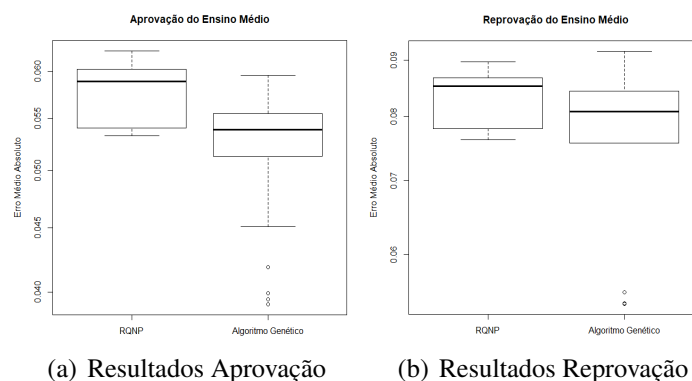 Aprovação do Ensino Médio
Erro Médio Absoluto
0.060
0.055
0.050
0.045
0.040
RQNP
Algoritmo Genético
(a) Resultados Aprovação
Reprovação do Ensino Médio
Erro Médio Absoluto
0.09
0.08
0.07
0.06
RQNP
Algoritmo Genético
(b) Resultados Reprovação